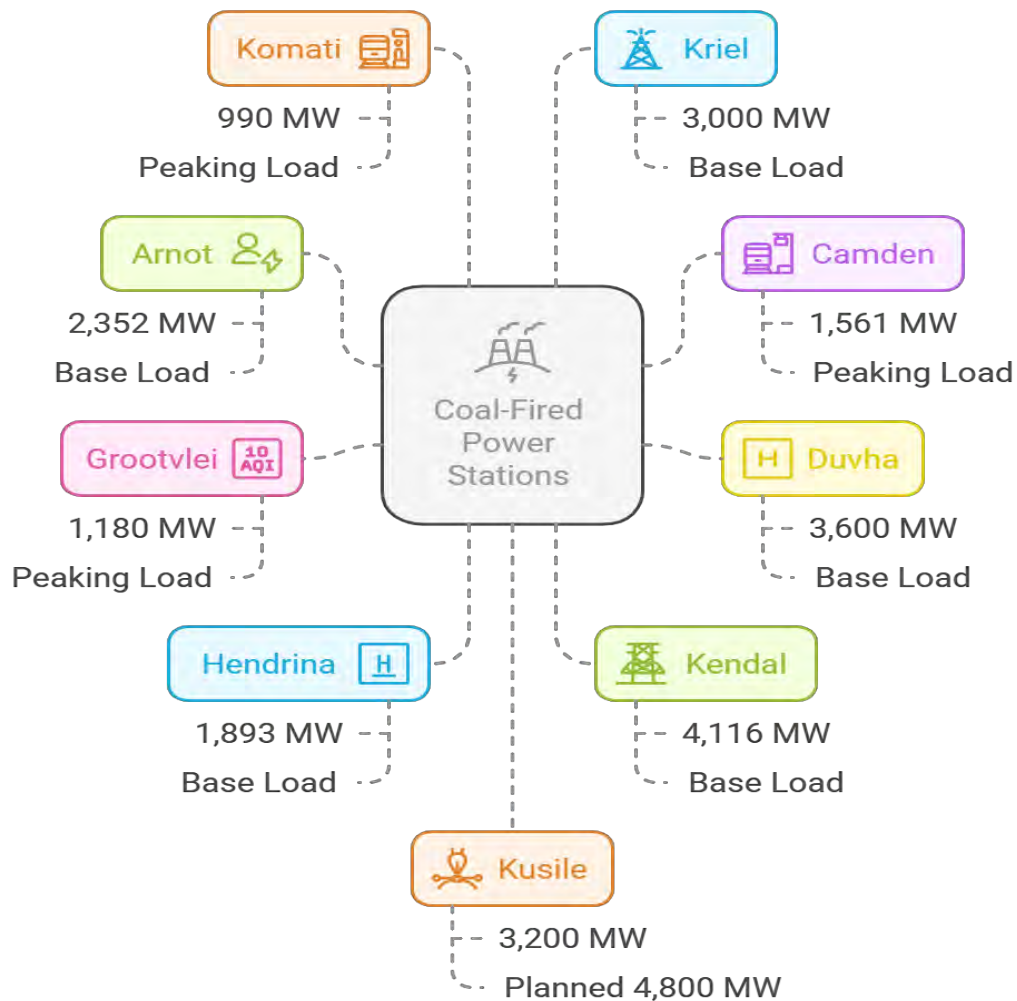 Komati
990 MW
Peaking Load
Kriel
3,000 MW
Base Load
Arnot
2,352 MW
Base Load
Camden
1,561 MW
Peaking Load
Coal-Fired
Power
Stations
Grootvlei
10
AQI
1,180 MW
Peaking Load
H
Duvha
3,600 MW
Base Load
Hendrina
H
1,893 MW
Base Load
Kendal
4,116 MW
Base Load
Kusile
3,200 MW
Planned 4,800 MW